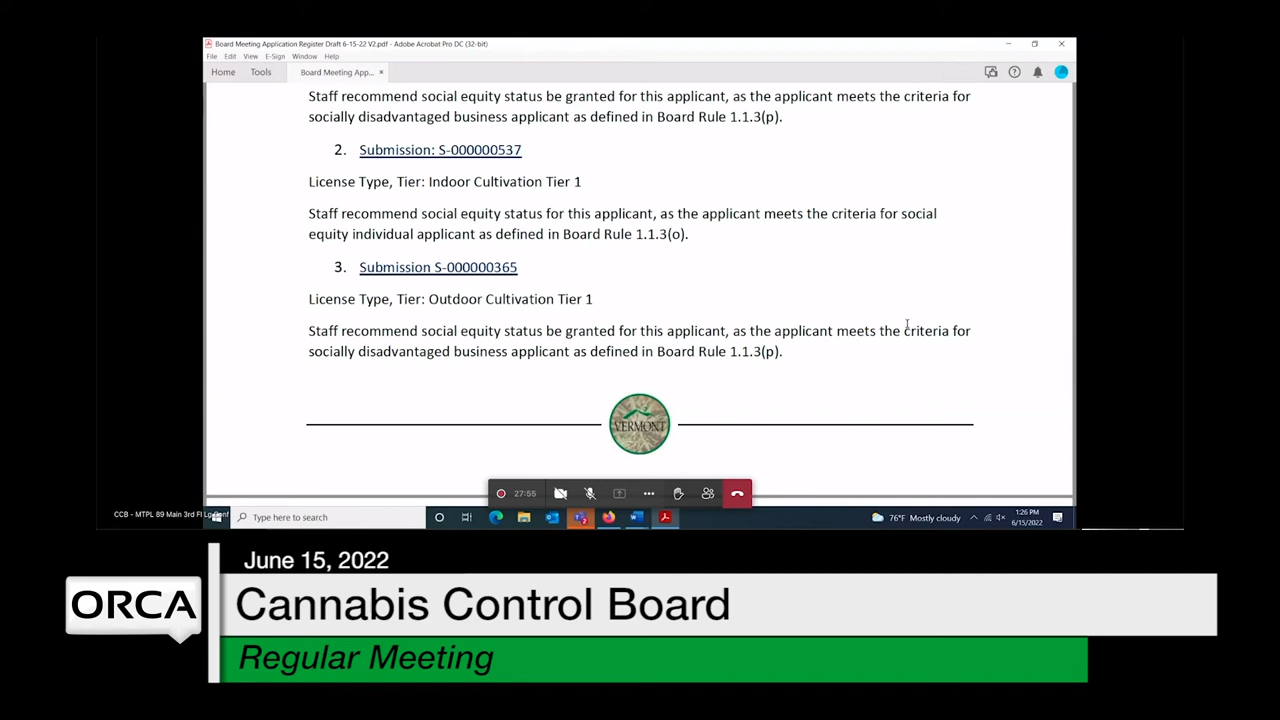 Board Meeting Application Register Draft 6-15-22 V2.pdf - Adobe Acrobat Pro DC (32-bit)
File Edit View E-Sign Window Help
Home Tools Board Meeting App... ×
Staff recommend social equity status be granted for this applicant, as the applicant meets the criteria for
socially disadvantaged business applicant as defined in Board Rule 1.1.3(p).
2. Submission: S-000000537
License Type, Tier: Indoor Cultivation Tier 1
Staff recommend social equity status for this applicant, as the applicant meets the criteria for social
equity individual applicant as defined in Board Rule 1.1.3(o).
3. Submission S-000000365
License Type, Tier: Outdoor Cultivation Tier 1
Staff recommend social equity status be granted for this applicant, as the applicant meets the criteria for
socially disadvantaged business applicant as defined in Board Rule 1.1.3(p).
VERMONT
27:55
CCB - MTPL 89 Main 3rd Fl
Type here to search
76°F Mostly cloudy
1:26 PM
6/15/2022
June 15, 2022
ORCA
Cannabis Control Board
Regular Meeting